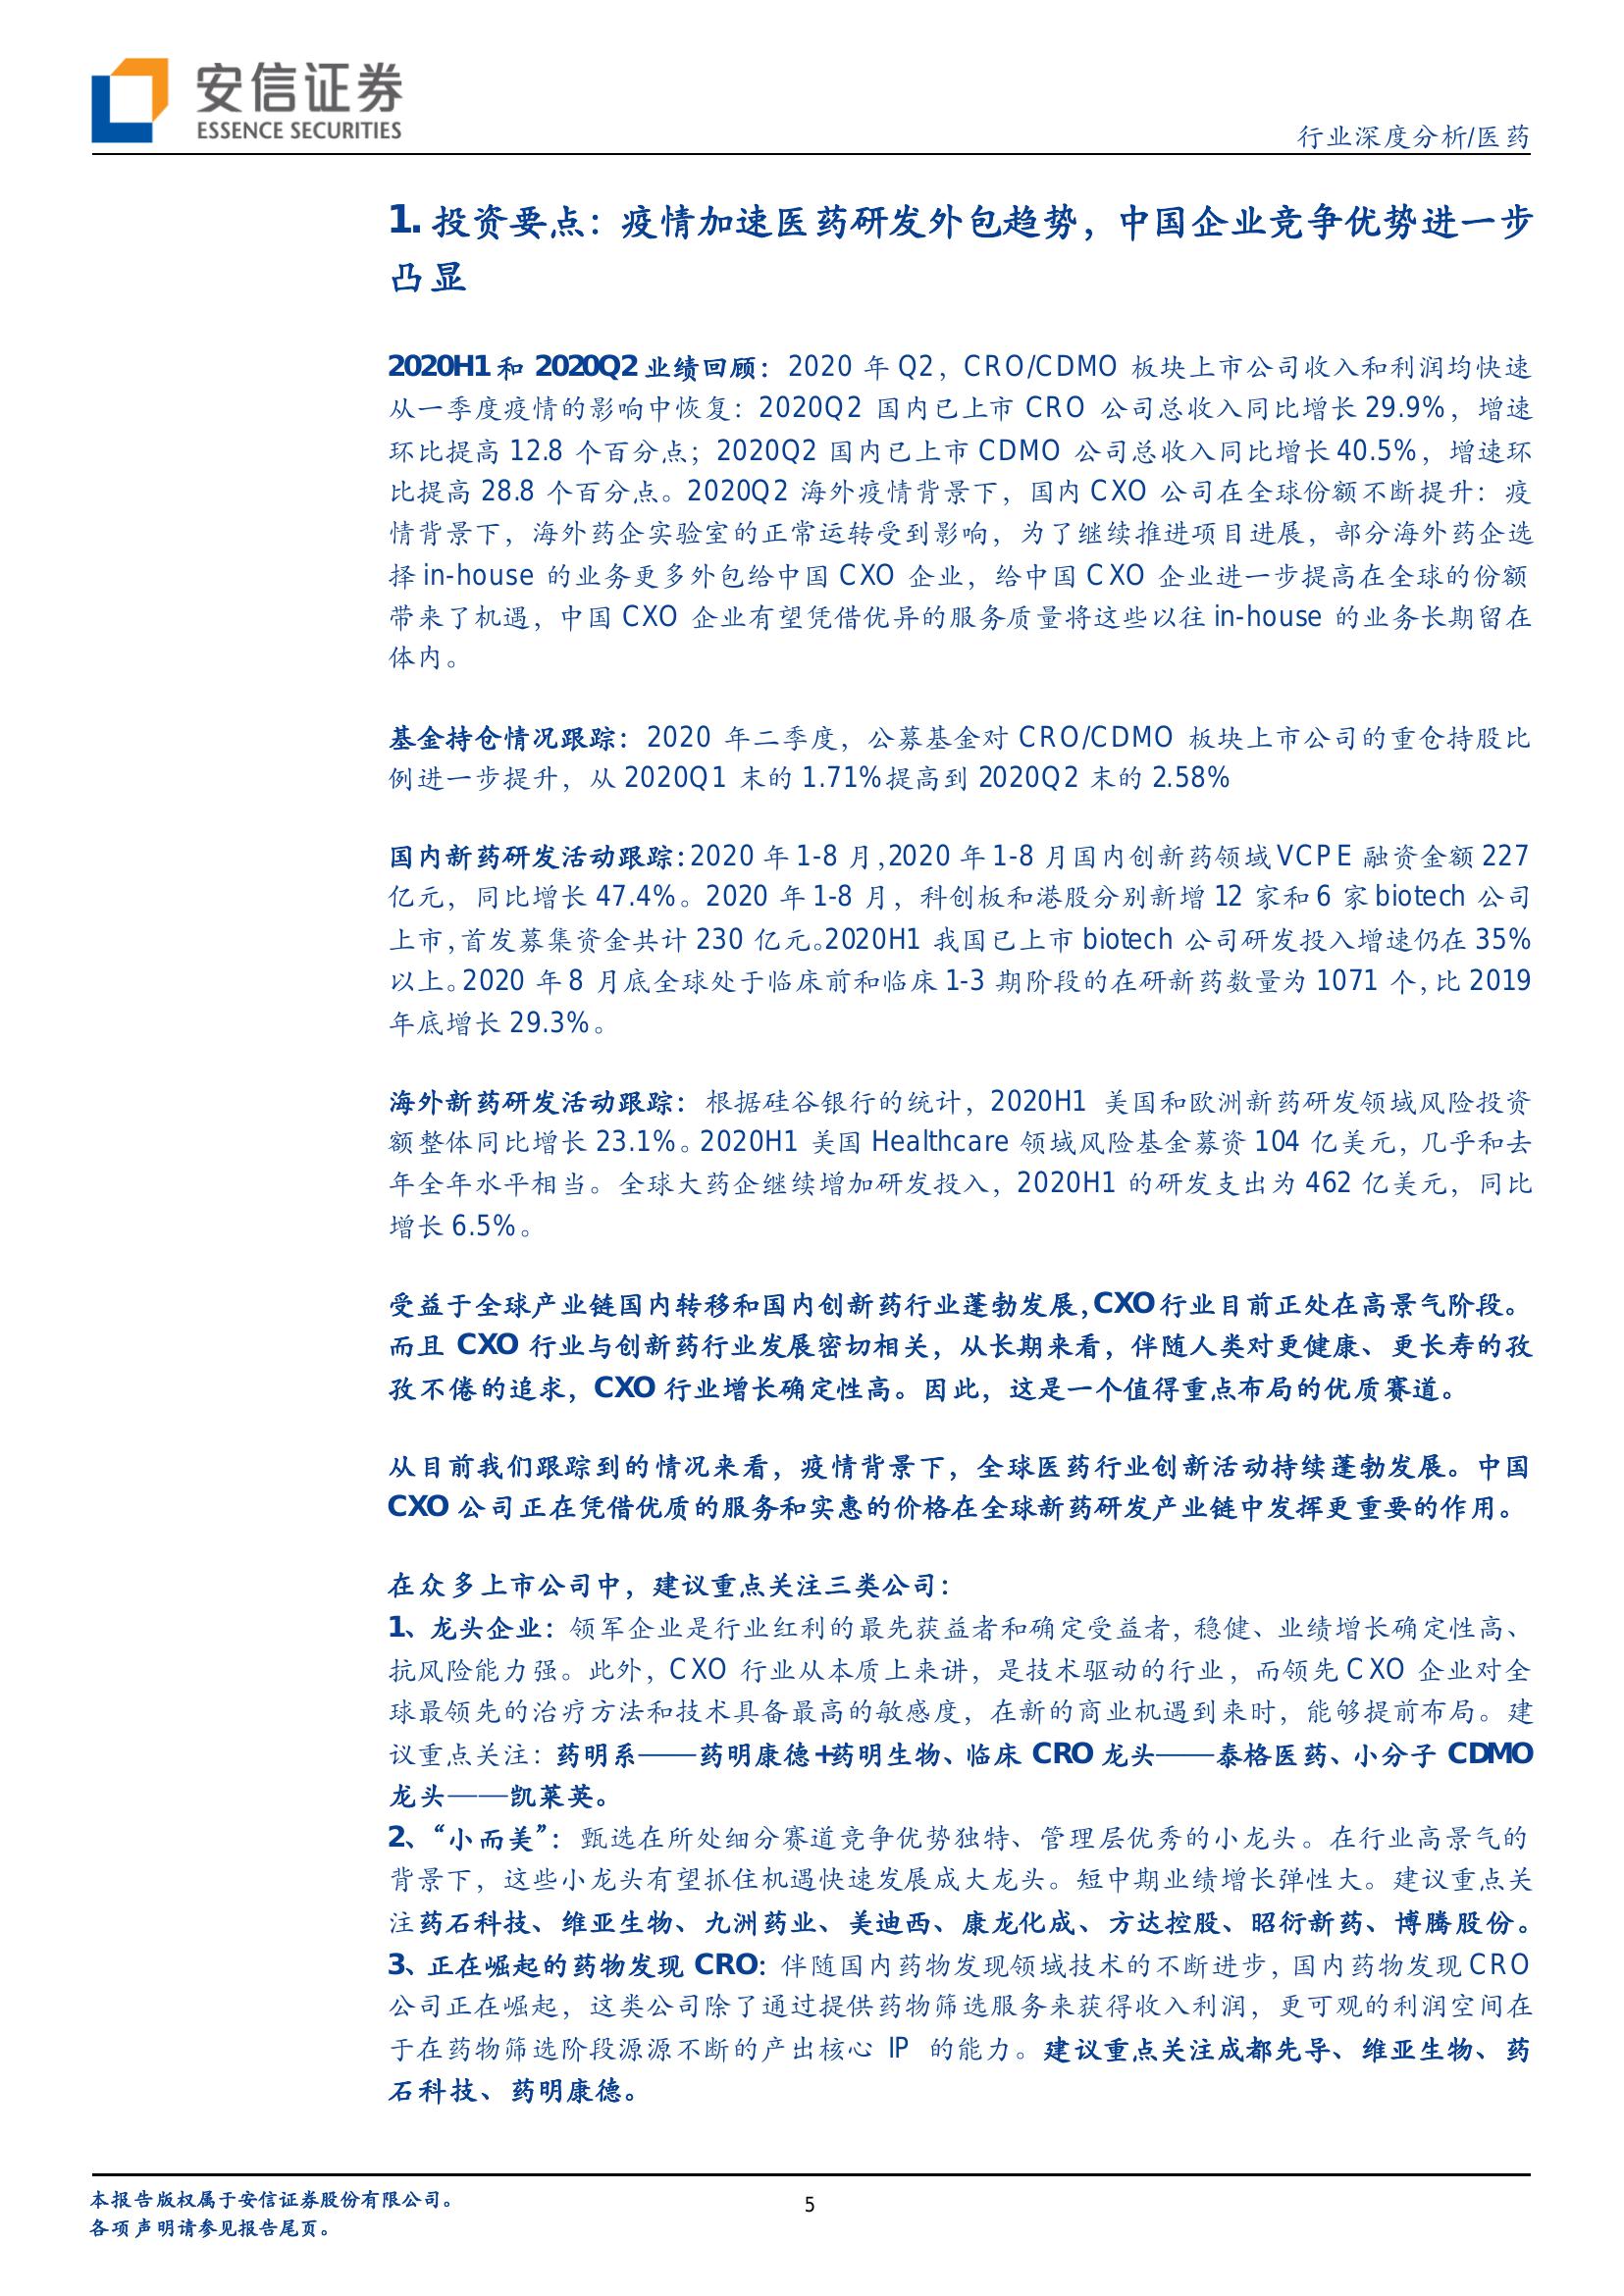 安信证券
ESSENCE SECURITIES
行业深度分析/医药
1. 投资要点：疫情加速医药研发外包趋势，中国企业竞争优势进一步
凸显
2020H1 和 2020Q2 业绩回顾：2020 年 Q2，CRO/CDMO 板块上市公司收入和利润均快速
从一季度疫情的影响中恢复：2020Q2 国内已上市 CRO 公司总收入同比增长 29.9%，增速
环比提高 12.8 个百分点；2020Q2 国内已上市 CDMO 公司总收入同比增长 40.5%，增速环
比提高 28.8 个百分点。2020Q2 海外疫情背景下，国内 CXO 公司在全球份额不断提升：疫
情背景下，海外药企实验室的正常运转受到影响，为了继续推进项目进展，部分海外药企选
择 in-house 的业务更多外包给中国 CXO 企业，给中国 CXO 企业进一步提高在全球的份额
带来了机遇，中国 CXO 企业有望凭借优异的服务质量将这些以往 in-house 的业务长期留在
体内。
基金持仓情况跟踪：2020 年二季度，公募基金对 CRO/CDMO 板块上市公司的重仓持股比
例进一步提升，从 2020Q1 末的 1.71%提高到 2020Q2 末的 2.58%
国内新药研发活动跟踪：2020 年 1-8 月，2020 年 1-8 月国内创新药领域 VCPE 融资金额 227
亿元，同比增长 47.4%。2020 年 1-8 月，科创板和港股分别新增 12 家和 6 家 biotech 公司
上市，首发募集资金共计 230 亿元。2020H1 我国已上市 biotech 公司研发投入增速仍在 35%
以上。2020 年 8 月底全球处于临床前和临床 1-3 期阶段的在研新药数量为 1071 个，比 2019
年底增长 29.3%。
海外新药研发活动跟踪：根据硅谷银行的统计，2020H1 美国和欧洲新药研发领域风险投资
额整体同比增长 23.1%。2020H1 美国 Healthcare 领域风险基金募资 104 亿美元，几乎和去
年全年水平相当。全球大药企继续增加研发投入，2020H1 的研发支出为 462 亿美元，同比
增长 6.5%。
受益于全球产业链国内转移和国内创新药行业蓬勃发展，CXO 行业目前正处在高景气阶段。
而且 CXO 行业与创新药行业发展密切相关，从长期来看，伴随人类对更健康、更长寿的孜
孜不倦的追求，CXO 行业增长确定性高。因此，这是一个值得重点布局的优质赛道。
从目前我们跟踪到的情况来看，疫情背景下，全球医药行业创新活动持续蓬勃发展。中国
CXO 公司正在凭借优质的服务和实惠的价格在全球新药研发产业链中发挥更重要的作用。
在众多上市公司中，建议重点关注三类公司：
1、龙头企业：领军企业是行业红利的最先获益者和确定受益者，稳健、业绩增长确定性高、
抗风险能力强。此外，CXO 行业从本质上来讲，是技术驱动的行业，而领先 CXO 企业对全
球最领先的治疗方法和技术具备最高的敏感度，在新的商业机遇到来时，能够提前布局。建
议重点关注：药明系——药明康德+药明生物、临床 CRO 龙头——泰格医药、小分子 CDMO
龙头——凯莱英。
2、“小而美”：甄选在所处细分赛道竞争优势独特、管理层优秀的小龙头。在行业高景气的
背景下，这些小龙头有望抓住机遇快速发展成大龙头。短中期业绩增长弹性大。建议重点关
注药石科技、维亚生物、九洲药业、美迪西、康龙化成、方达控股、昭衍新药、博腾股份。
3、正在崛起的药物发现 CRO：伴随国内药物发现领域技术的不断进步，国内药物发现 CRO
公司正在崛起，这类公司除了通过提供药物筛选服务来获得收入利润，更可观的利润空间在
于在药物筛选阶段源源不断的产出核心 IP 的能力。建议重点关注成都先导、维亚生物、药
石科技、药明康德。
本报告版权属于安信证券股份有限公司。
各项声明请参见报告尾页。
5